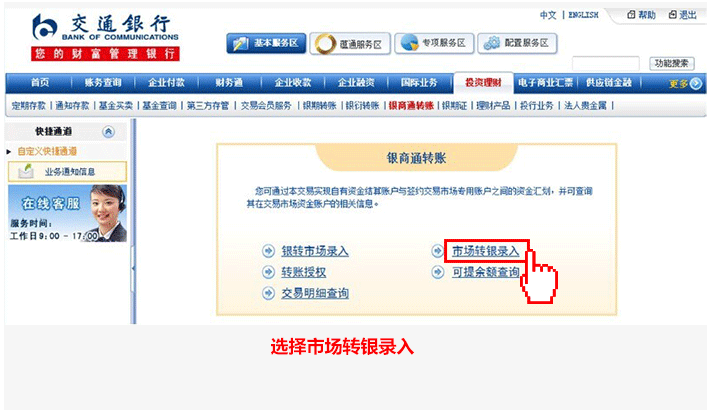 中文 | ENGLISH 帮助 退出
交通银行
BANK OF COMMUNICATIONS
您的财富管理银行
基本服务区 区通服务区 专项服务区 配置服务区
功能搜索
首页 账务查询 企业付款 财务通 企业收款 企业融资 国际业务 投资理财 电子商业汇票 供应链金融 更多
定期存款 | 通知存款 | 基金买卖 | 基金查询 | 第三方存管 | 交易会员服务 | 银期转账 | 银衍转账 | 银商通转账 | 银期证 | 理财产品 | 投行业务 | 法人贵金属 |
快捷通道
自定义快捷通道
业务通知信息
在线客服
服务时间:
工作日9:00 - 17:00
银商通转账
您可通过本交易实现自有资金结算账户与签约交易市场专用账户之间的资金汇划，并可查询
其在交易市场资金账户的相关信息。
银转市场录入 市场转银录入
转账授权 可提余额查询
交易明细查询
选择市场转银录入